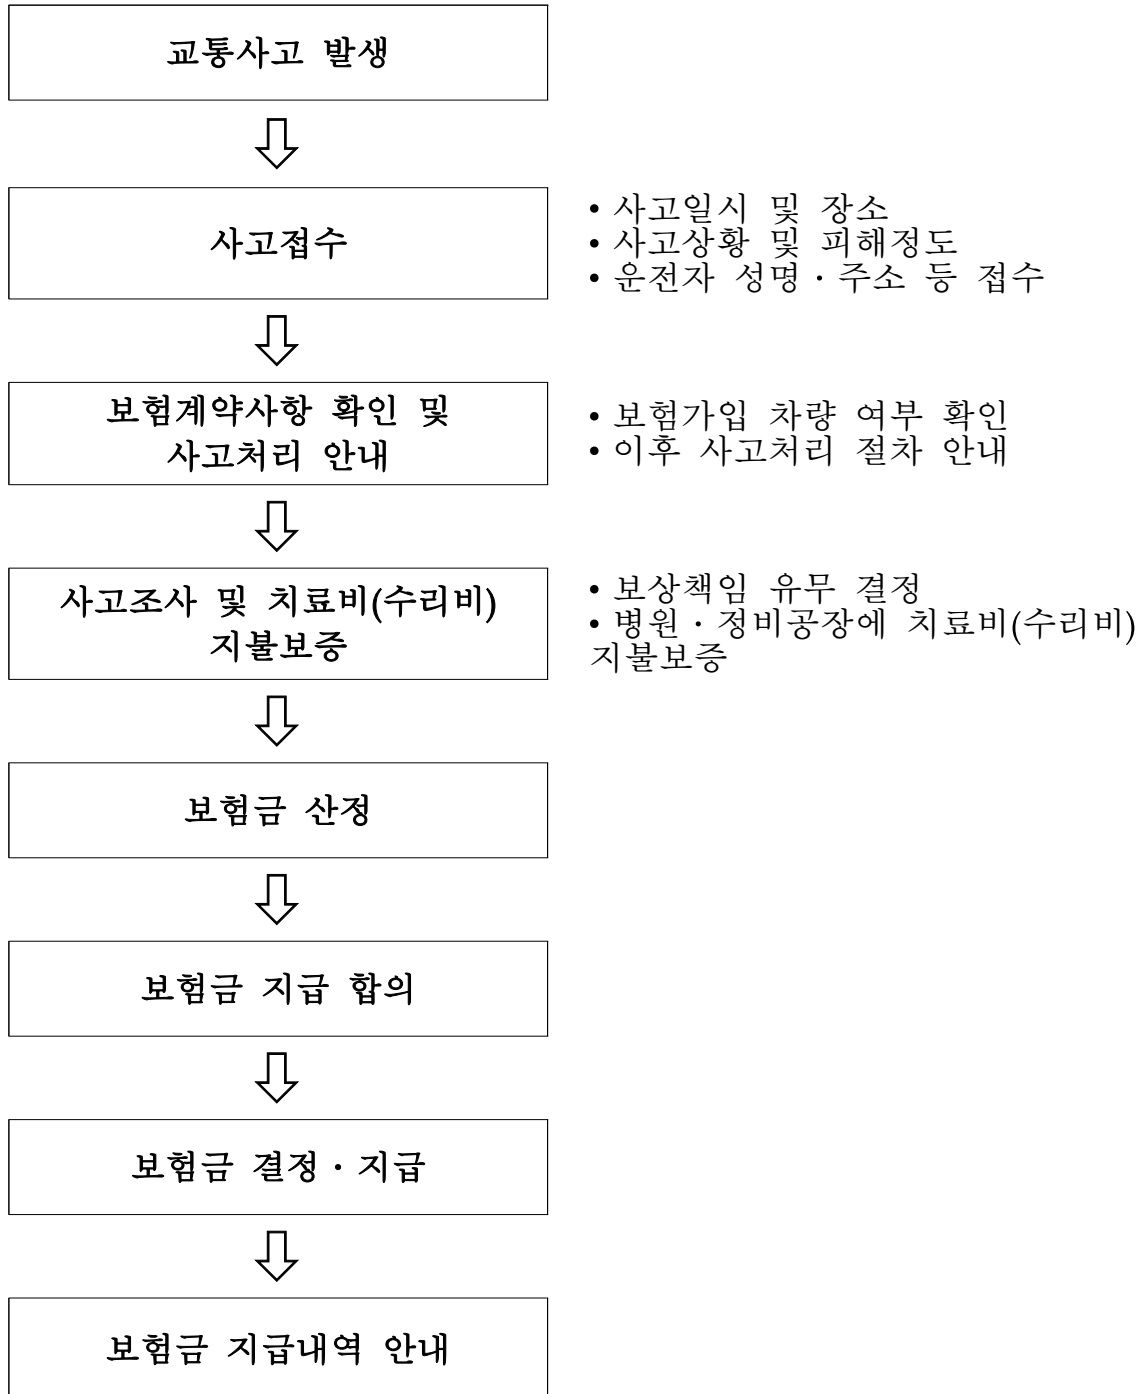 교통사고 발생
사고접수
• 사고일시 및 장소
• 사고상황 및 피해정도
• 운전자 성명 · 주소 등 접수
보험계약사항 확인 및
사고처리 안내
• 보험가입 차량 여부 확인
• 이후 사고처리 절차 안내
사고조사 및 치료비(수리비)
지불보증
• 보상책임 유무 결정
• 병원 · 정비공장에 치료비(수리비)
지불보증
보험금 산정
보험금 지급 합의
보험금 결정 · 지급
보험금 지급내역 안내